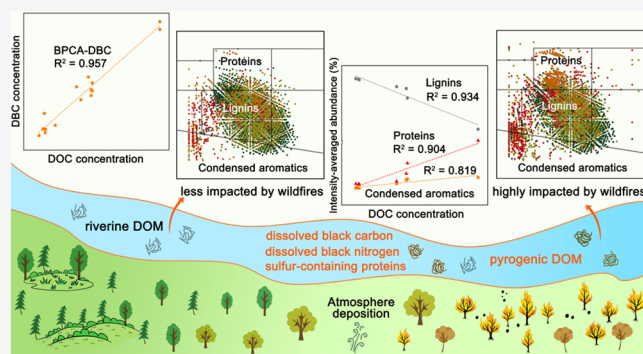 BPCA-DBC
R² = 0.957
DBC concentration
DOC concentration
Proteins
Lignins
Condensed aromatics
less impacted by wildfires
Intensity-averaged abundance (%)
Lignins
R² = 0.934
Proteins
R² = 0.904
R² = 0.819
Condensed aromatics
DOC concentration
Proteins
Lignins
Condensed aromatics
highly impacted by wildfires
riverine DOM
dissolved black carbon
dissolved black nitrogen
sulfur-containing proteins
pyrogenic DOM
Atmosphere
deposition